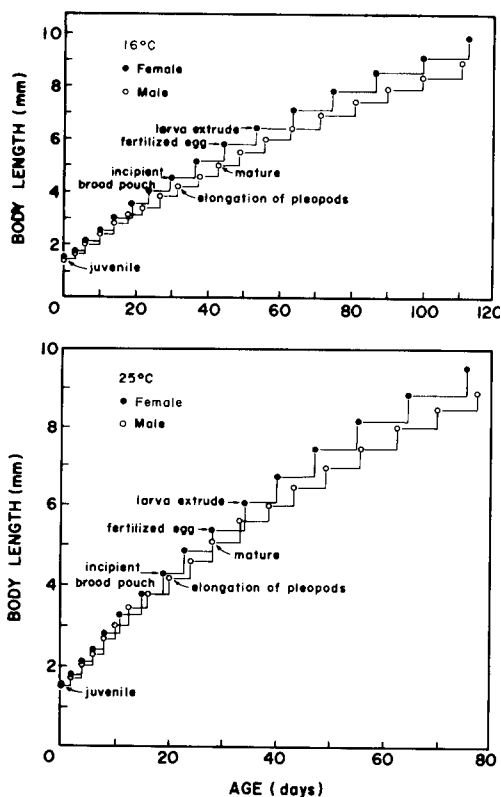 10
16°C
● Female
○ Male
8
larva extrude
6
fertilized egg
incipient
mature
brood pouch
4
elongation of pleopods
2
juvenile
0 20 40 60 80 100 120
BODY LENGTH (mm)
10
25°C
● Female
○ Male
8
larva extrude
6
fertilized egg
mature
incipient
brood pouch
4
elongation of pleopods
2
juvenile
0 20 40 60 80
BODY LENGTH (mm)
AGE (days)